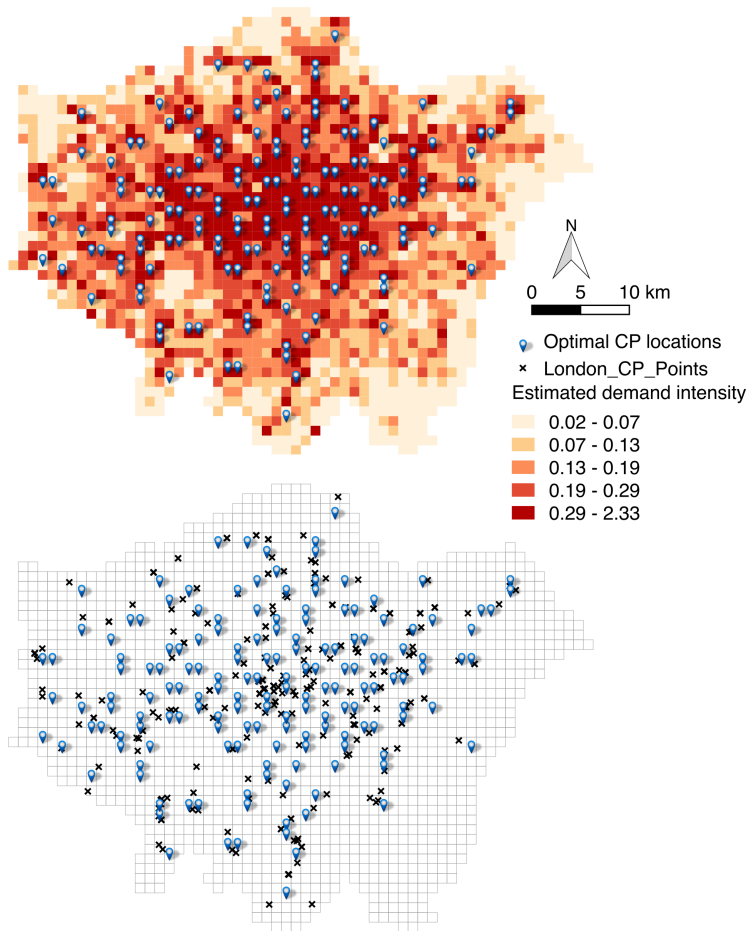 N
0 5 10 km
Optimal CP locations
London_CP_Points
Estimated demand intensity
0.02 - 0.07
0.07 - 0.13
0.13 - 0.19
0.19 - 0.29
0.29 - 2.33